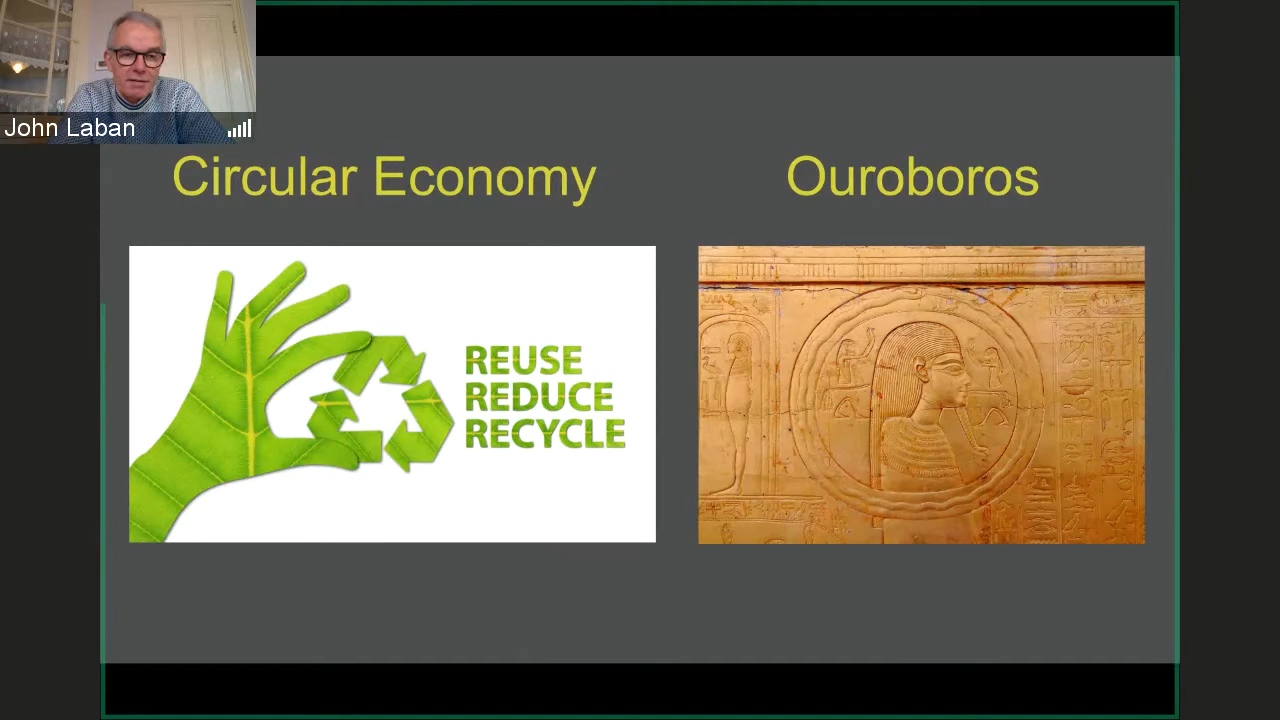 John Laban
Circular Economy
Ouroboros
REUSE
REDUCE
RECYCLE